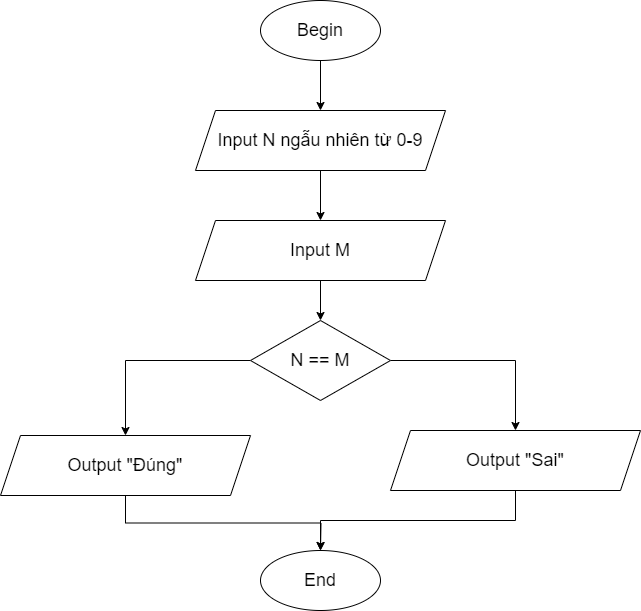 Begin
Input N ngẫu nhiên từ 0-9
Input M
N == M
Output "Đúng"
Output "Sai"
End